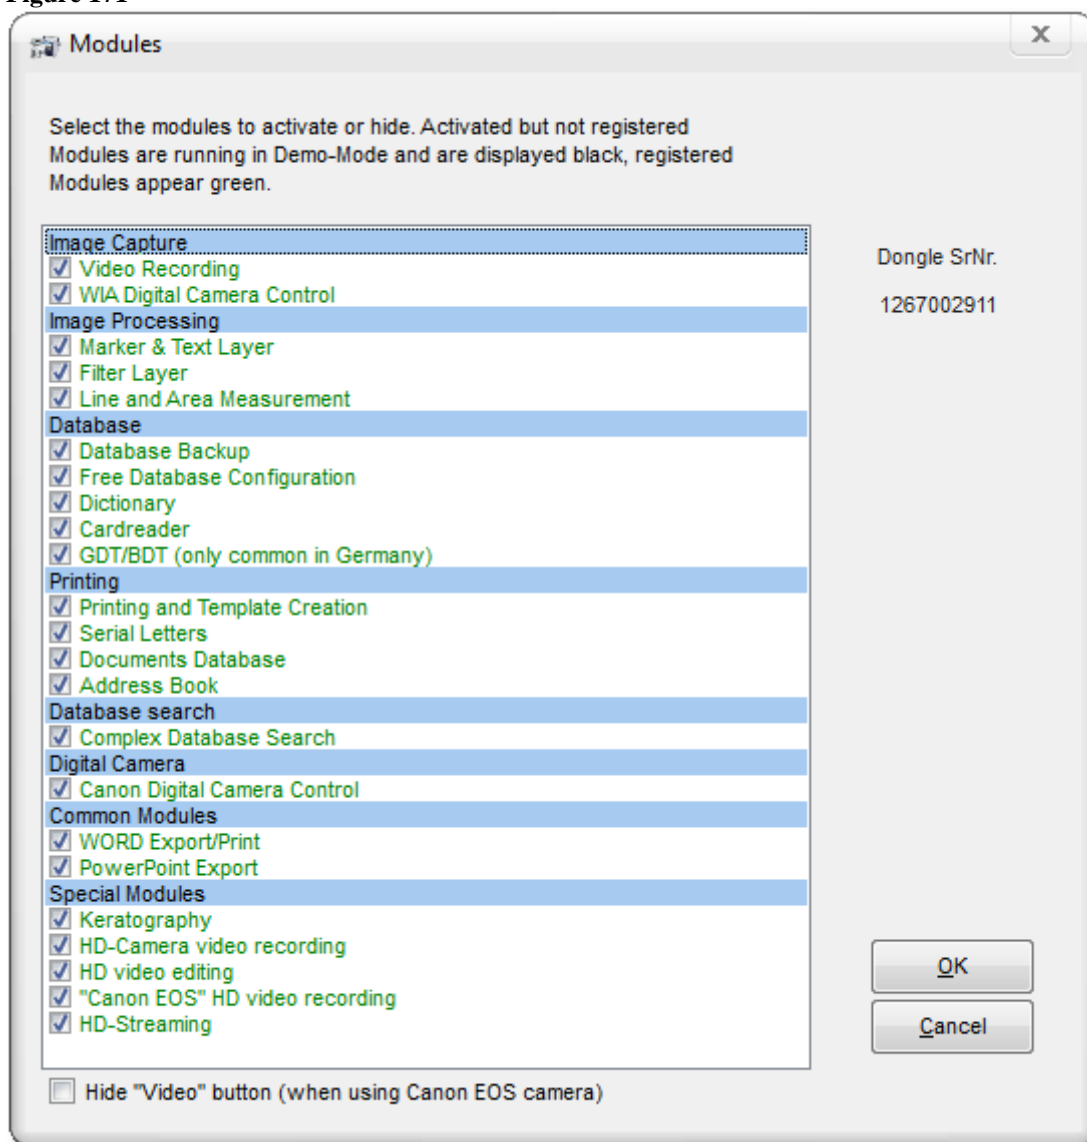 Modules
x
Select the modules to activate or hide. Activated but not registered
Modules are running in Demo-Mode and are displayed black, registered
Modules appear green.
Image Capture
Video Recording
WIA Digital Camera Control
Image Processing
Marker & Text Layer
Filter Layer
Line and Area Measurement
Database
Database Backup
Free Database Configuration
Dictionary
Cardreader
GDT/BDT (only common in Germany)
Printing
Printing and Template Creation
Serial Letters
Documents Database
Address Book
Database search
Complex Database Search
Digital Camera
Canon Digital Camera Control
Common Modules
WORD Export/Print
PowerPoint Export
Special Modules
Keratography
HD-Camera video recording
HD video editing
"Canon EOS" HD video recording
HD-Streaming
Dongle SrNr.
1267002911
OK
Cancel
Hide "Video" button (when using Canon EOS camera)